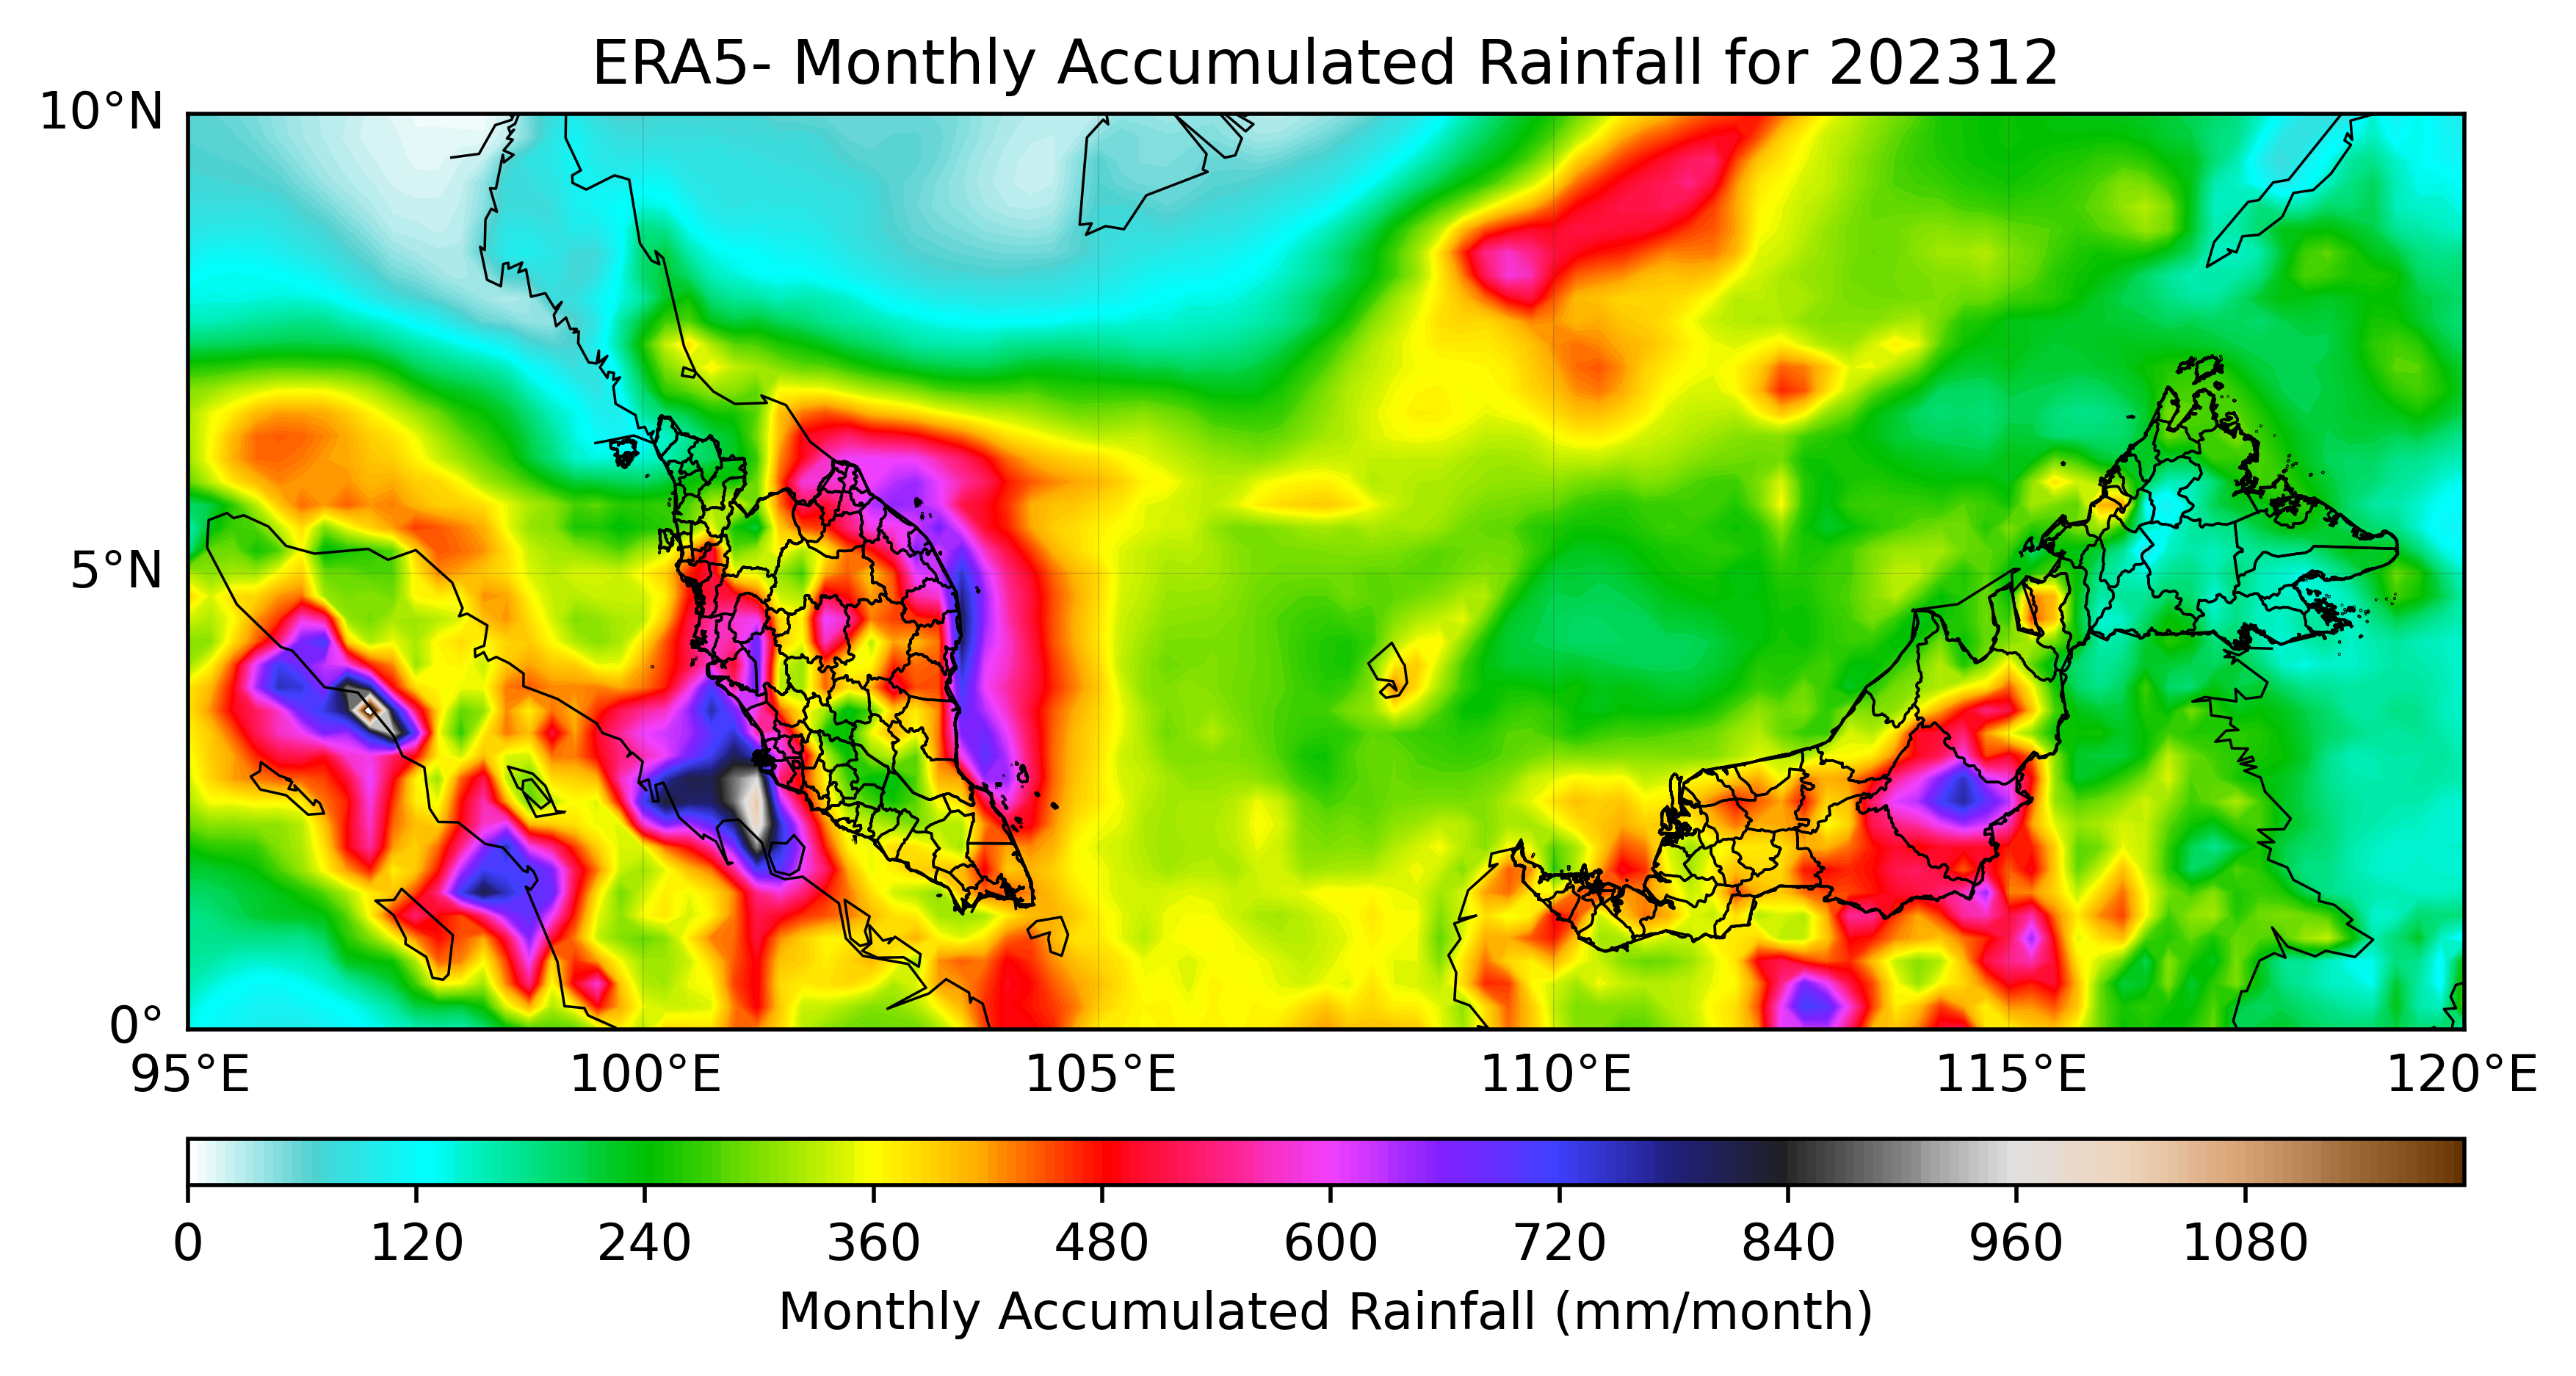 ERA5- Monthly Accumulated Rainfall for 202312
10°N
5°N
0°
95°E 100°E 105°E 110°E 115°E 120°E
0 120 240 360 480 600 720 840 960 1080
Monthly Accumulated Rainfall (mm/month)